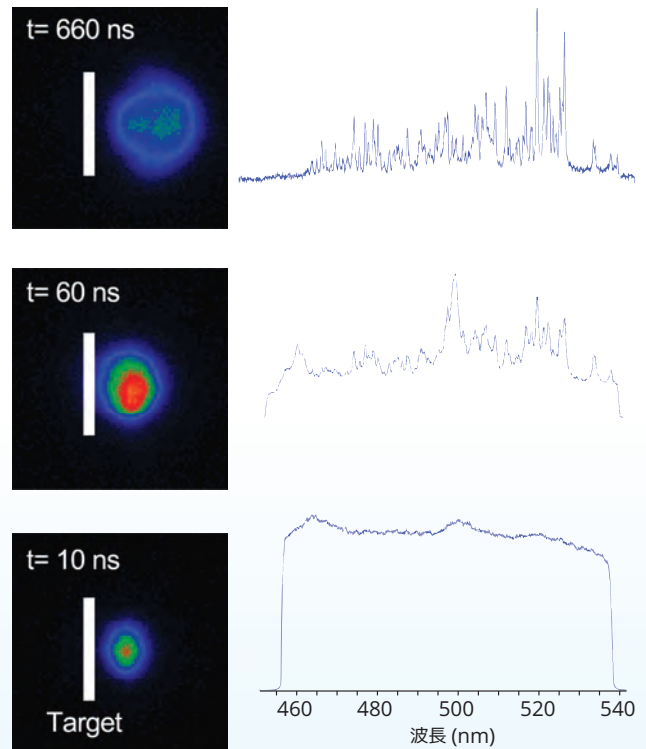 t= 660 ns
t= 60 ns
t= 10 ns
Target
460 480 500 520 540
波長 (nm)